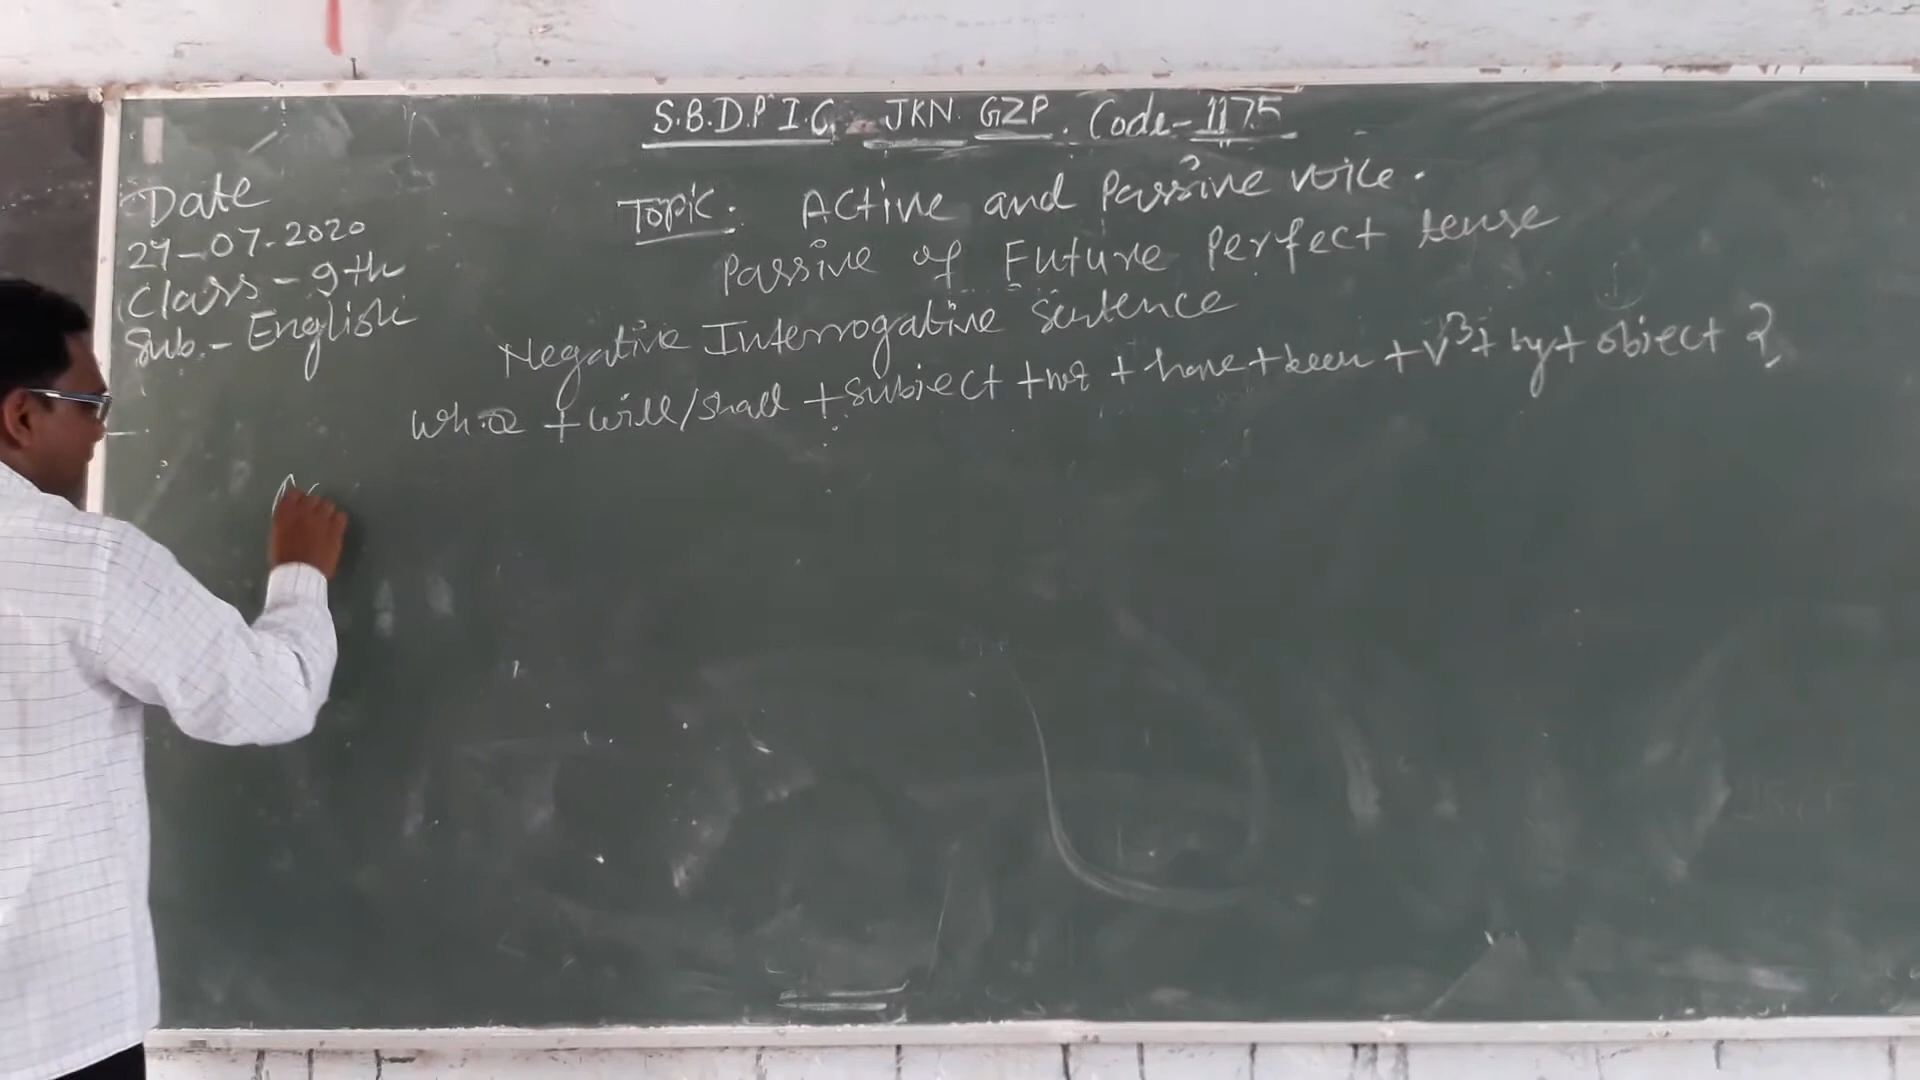 S.B.D.P I.C. JKN. GZP. Code-1175
Date
27-07-2020
Class-9th
Sub.-English
Topic: Active and Passive voice.
Passive of Future Perfect tense
Negative Interrogative Sentence
+will/shall +subject +not +have+been +V3+by+object ?